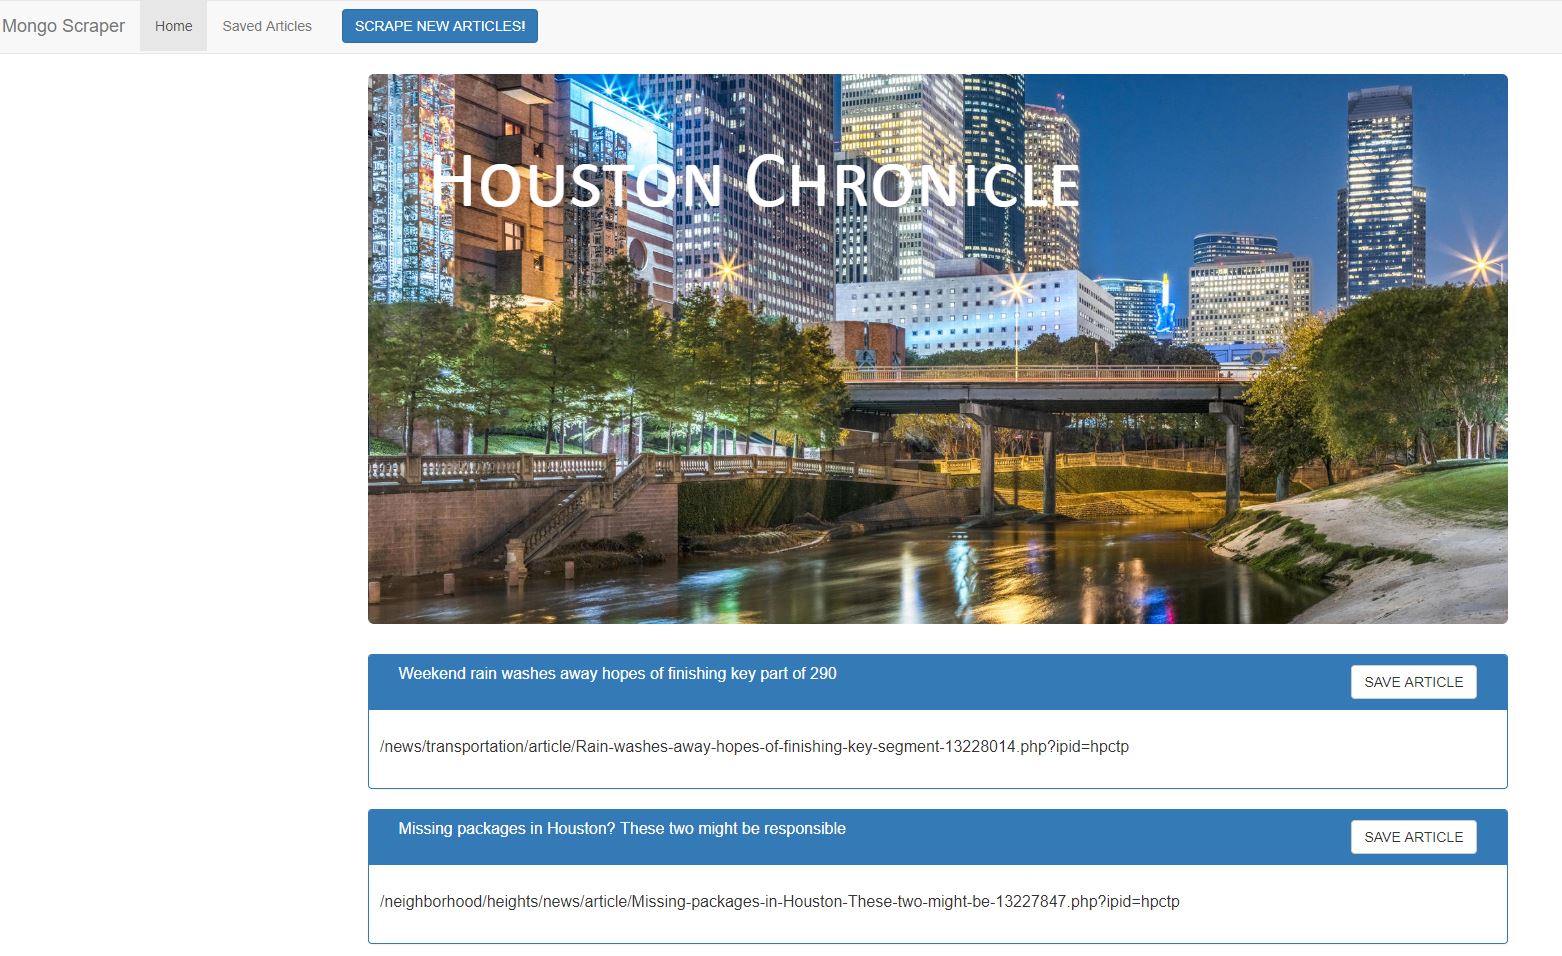 Mongo Scraper Home Saved Articles SCRAPE NEW ARTICLES!
HOUSTON CHRONICLE
Weekend rain washes away hopes of finishing key part of 290 SAVE ARTICLE
/news/transportation/article/Rain-washes-away-hopes-of-finishing-key-segment-13228014.php?ipid=hpctp
Missing packages in Houston? These two might be responsible SAVE ARTICLE
/neighborhood/heights/news/article/Missing-packages-in-Houston-These-two-might-be-13227847.php?ipid=hpctp